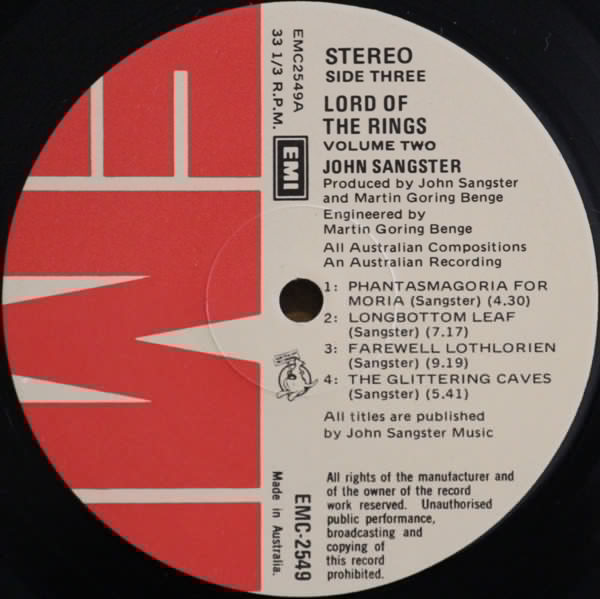 STEREO
SIDE THREE
LORD OF
THE RINGS
VOLUME TWO
JOHN SANGSTER
Produced by John Sangster
and Martin Goring Benge
Engineered by
Martin Goring Benge
All Australian Compositions
An Australian Recording
1: PHANTASMAGORIA FOR
MORIA (Sangster) (4.30)
2: LONGBOTTOM LEAF
(Sangster) (7.17)
3: FAREWELL LOTHLORIEN
(Sangster) (9.19)
4: THE GLITTERING CAVES
(Sangster) (5.41)
All titles are published
by John Sangster Music
All rights of the manufacturer and
of the owner of the record
work reserved. Unauthorised
public performance,
broadcasting and
copying of
this record
prohibited.
EMC2549A
33 1/3 R.P.M.
EMI
EMC-2549
Made in Australia.
EMI